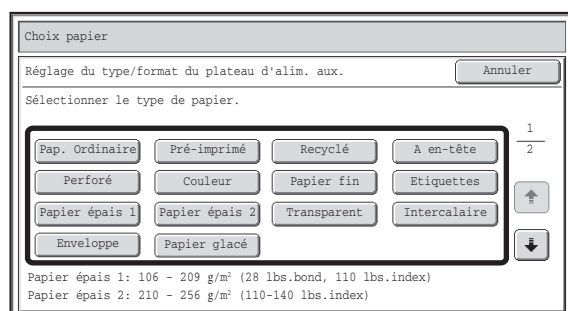 Choix papier
Réglage du type/format du plateau d'alim. aux. Annuler
Sélectionner le type de papier.
1
2
Pap. Ordinaire Pré-imprimé Recyclé A en-tête
Perforé Couleur Papier fin Etiquettes
Papier épais 1 Papier épais 2 Transparent Intercalaire
Enveloppe Papier glacé
Papier épais 1: 106 - 209 g/m² (28 lbs.bond, 110 lbs.index)
Papier épais 2: 210 - 256 g/m² (110-140 lbs.index)